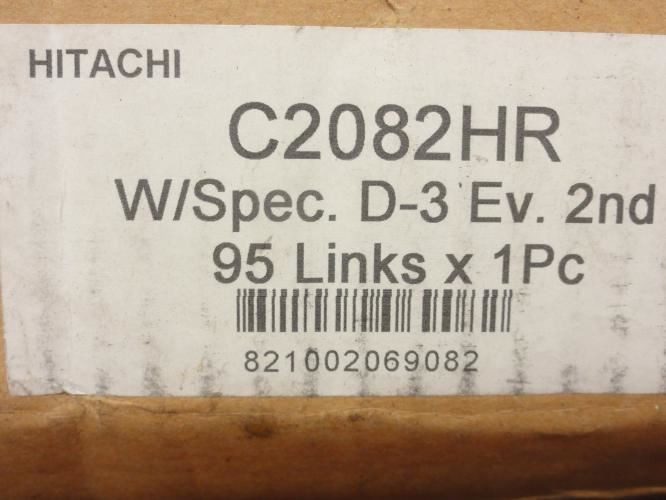 HITACHI
C2082HR
W/Spec. D-3 Ev. 2nd
95 Links x 1Pc
821002069082